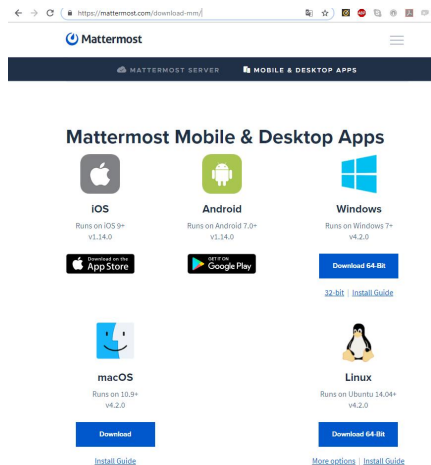 https://mattermost.com/download-mm/
Mattermost
MATTERMOST SERVER
MOBILE & DESKTOP APPS
Mattermost Mobile & Desktop Apps
iOS
Runs on iOS 9+
v1.14.0
Download on the
App Store
Android
Runs on Android 7.0+
v1.14.0
GET IT ON
Google Play
Windows
Runs on Windows 7+
v4.2.0
Download 64-Bit
32-bit | Install Guide
macOS
Runs on 10.9+
v4.2.0
Download
Install Guide
Linux
Runs on Ubuntu 14.04+
v4.2.0
Download 64-Bit
More options | Install Guide